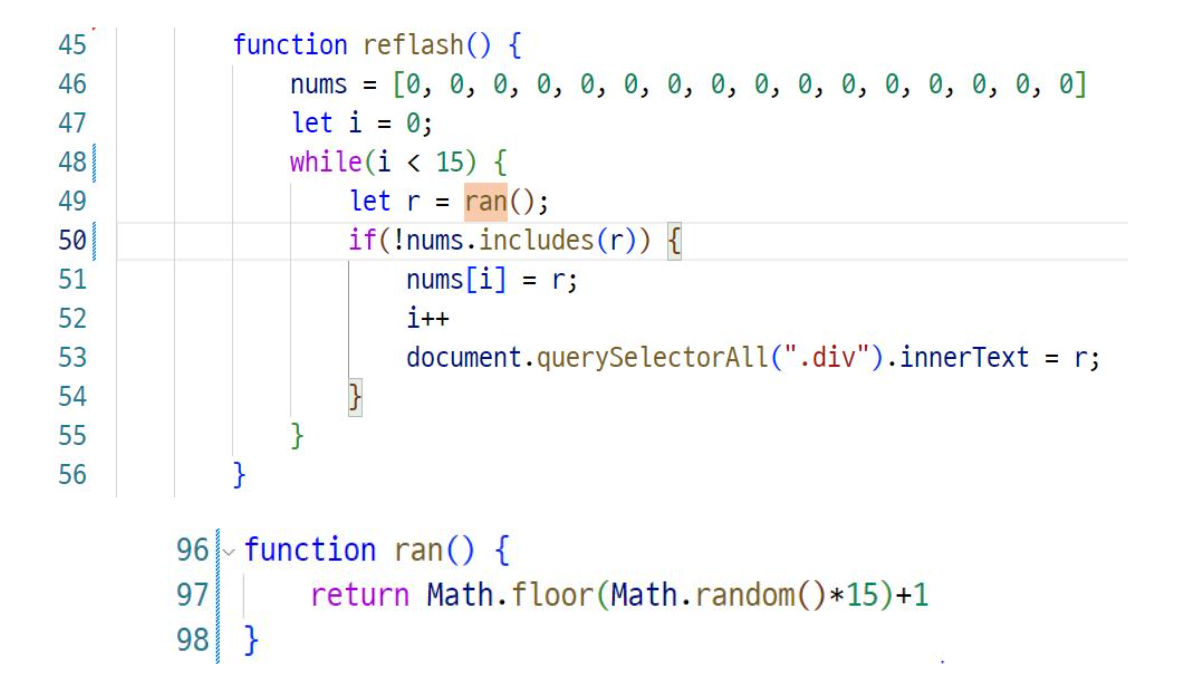 45 function reflash() {
46 nums = [0, 0, 0, 0, 0, 0, 0, 0, 0, 0, 0, 0, 0, 0, 0, 0]
47 let i = 0;
48 while(i < 15) {
49 let r = ran();
50 if(!nums.includes(r)) {
51 nums[i] = r;
52 i++
53 document.querySelectorAll(".div").innerText = r;
54 }
55 }
56 }
96 function ran() {
97 return Math.floor(Math.random()*15)+1
98 }